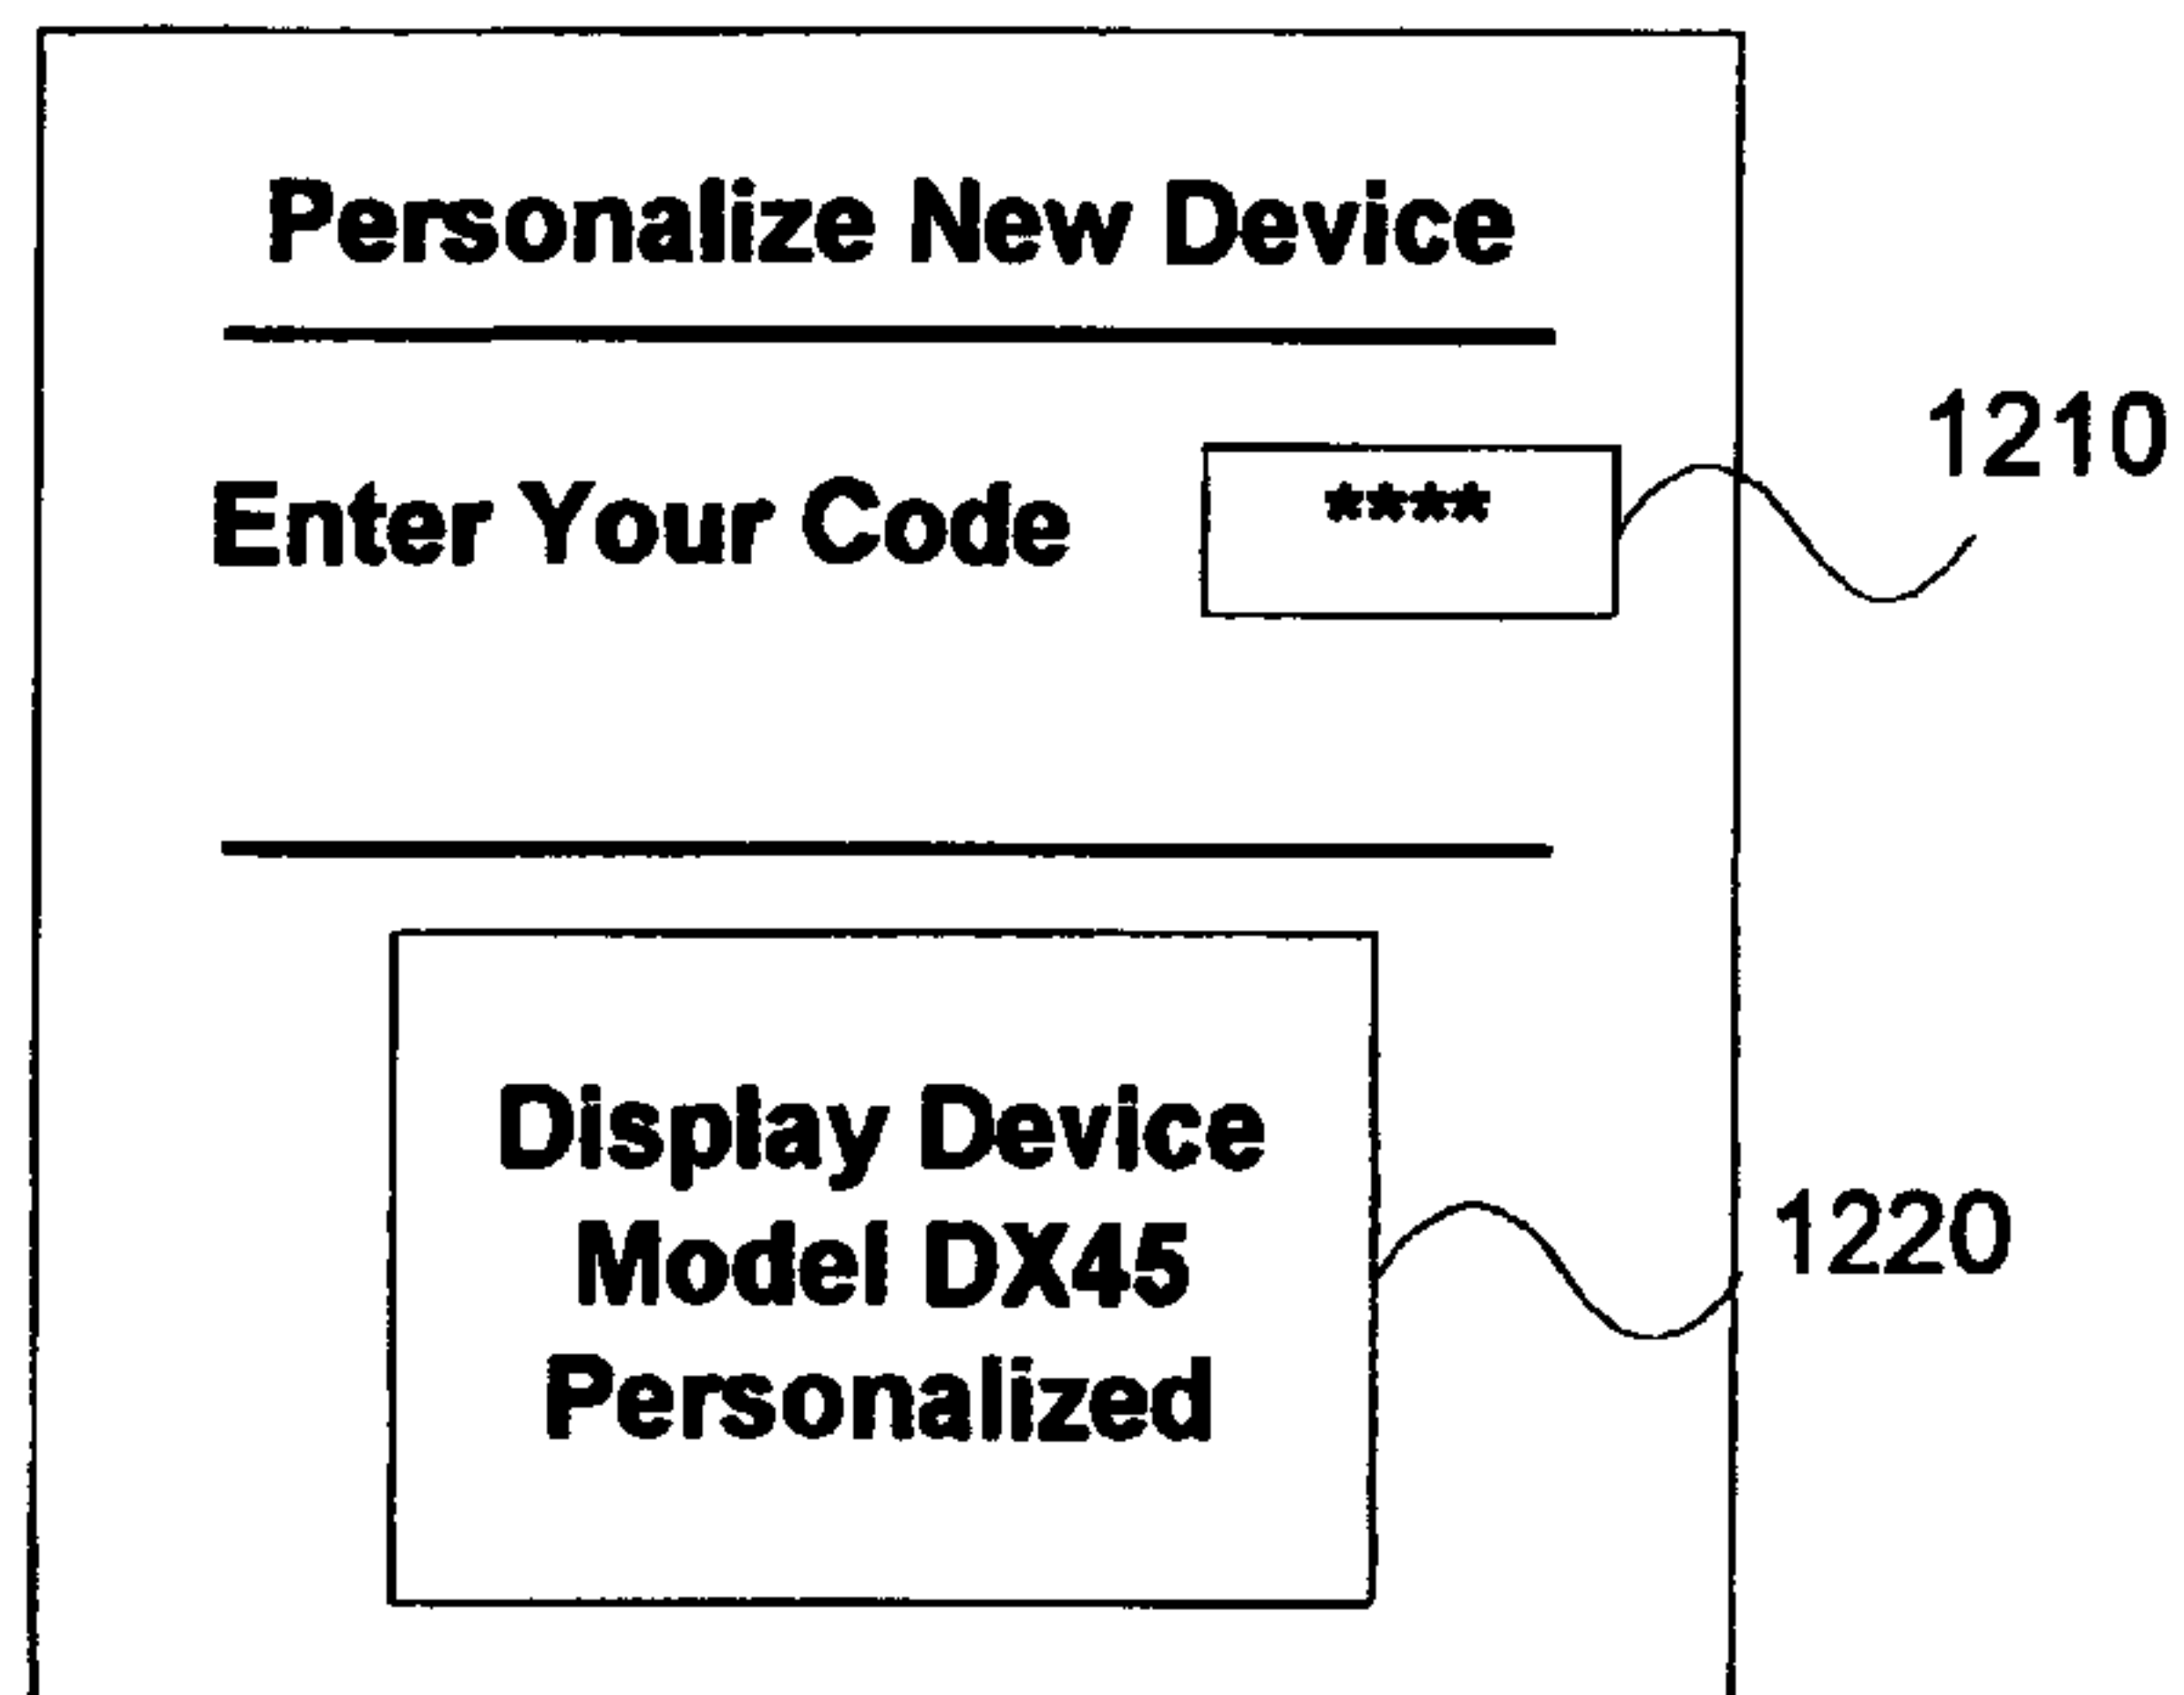 Personalize New Device
1210
Enter Your Code ****
Display Device
Model DX45
Personalized
1220